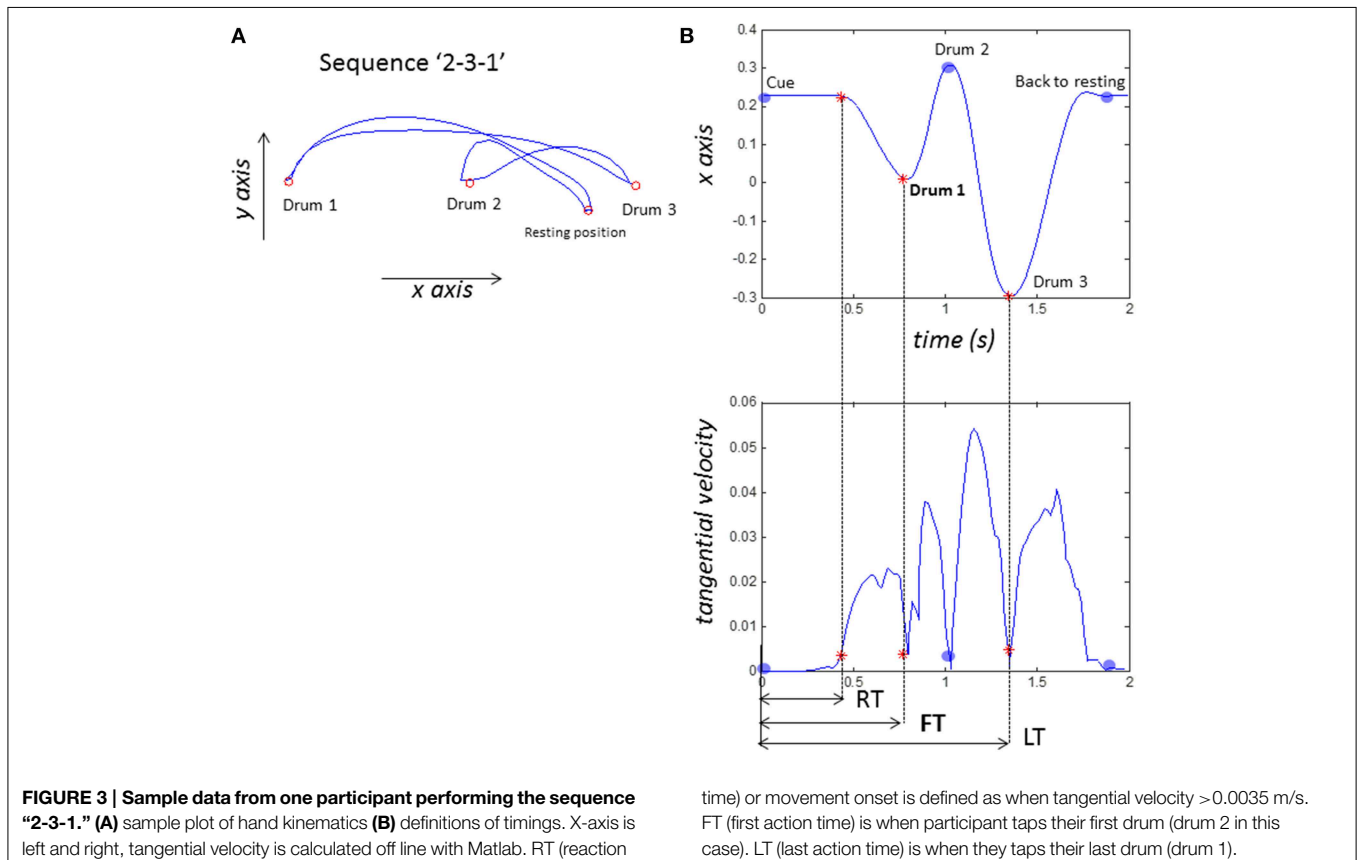 A
Sequence '2-3-1'
y axis
Drum 1
Drum 2
Drum 3
Resting position
x axis
B
0.4
0.3
0.2
0.1
0
-0.1
-0.2
-0.3
x axis
Cue
Drum 2
Back to resting
Drum 1
Drum 3
0 0.5 1 1.5 2
time (s)
0.06
0.05
0.04
0.03
0.02
0.01
0
tangential velocity
0 0.5 1 1.5 2
RT
FT
LT
FIGURE 3 | Sample data from one participant performing the sequence
"2-3-1." (A) sample plot of hand kinematics (B) definitions of timings. X-axis is
left and right, tangential velocity is calculated off line with Matlab. RT (reaction
time) or movement onset is defined as when tangential velocity >0.0035 m/s.
FT (first action time) is when participant taps their first drum (drum 2 in this
case). LT (last action time) is when they taps their last drum (drum 1).